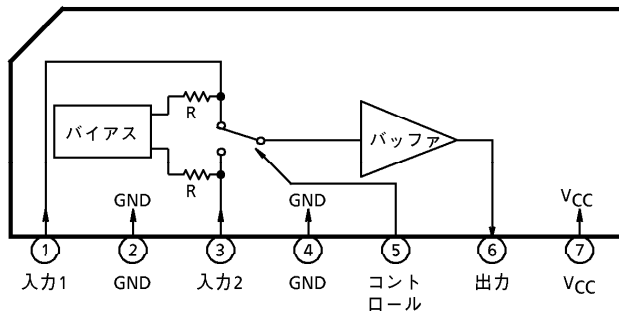 R
バイアス
バッファ
R
GND
GND
VCC
1
2
3
4
5
6
7
入力1
GND
入力2
GND
コント
ロール
出力
VCC